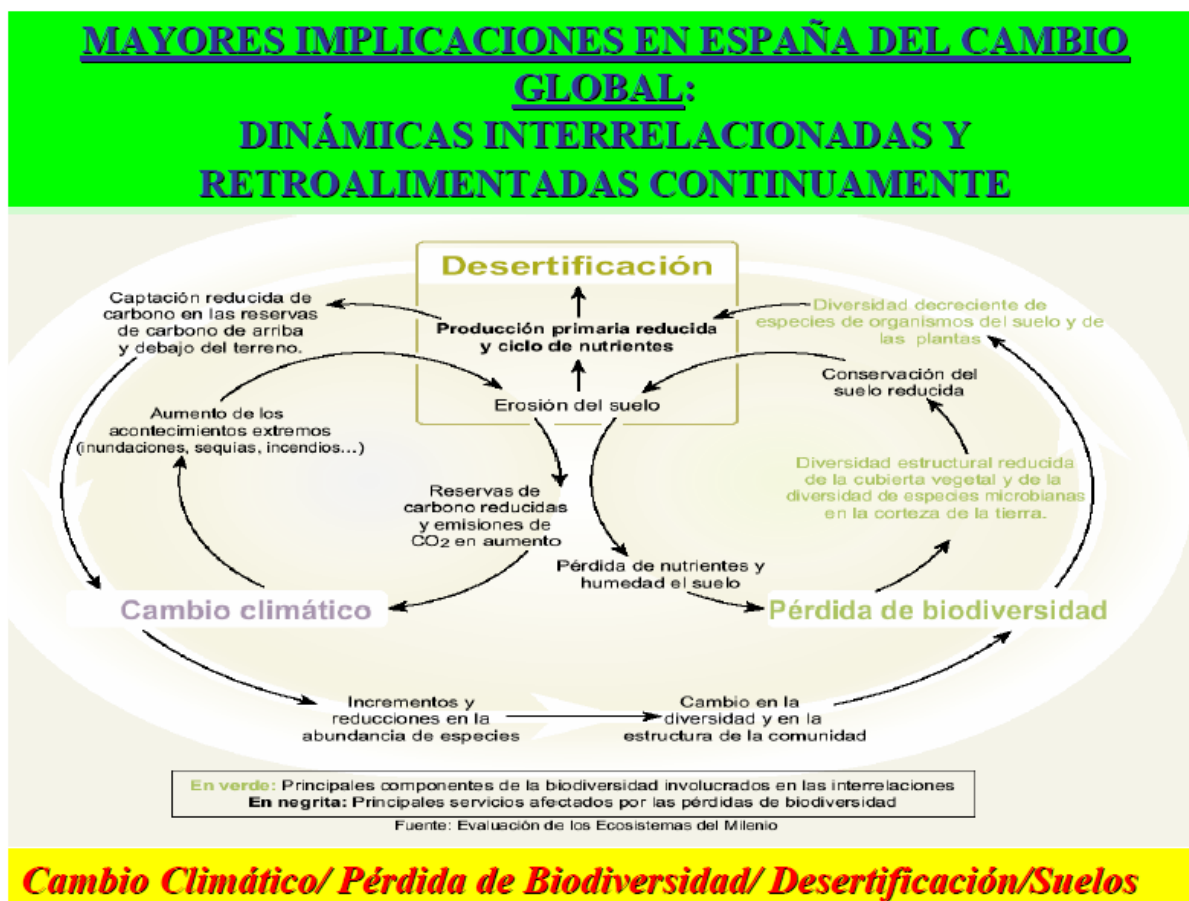 MAYORES IMPLICACIONES EN ESPAÑA DEL CAMBIO
GLOBAL:
DINÁMICAS INTERRELACIONADAS Y
RETROALIMENTADAS CONTINUAMENTE
Desertificación
Captación reducida de
carbono en las reservas
de carbono de arriba
y debajo del terreno.
Producción primaria reducida
y ciclo de nutrientes
Diversidad decreciente de
especies de organismos del suelo y de
las plantas
Conservación del
suelo reducida
Erosión del suelo
Aumento de los
acontecimientos extremos
(inundaciones, sequias, incendios...)
Diversidad estructural reducida
de la cubierta vegetal y de la
diversidad de especies microbianas
en la corteza de la tierra.
Reservas de
carbono reducidas
y emisiones de
CO2 en aumento
Pérdida de nutrientes y
humedad el suelo
Cambio climático
Pérdida de biodiversidad
Incrementos y
reducciones en la
abundancia de especies
Cambio en la
diversidad y en la
estructura de la comunidad
En verde: Principales componentes de la biodiversidad involucrados en las interrelaciones
En negrita: Principales servicios afectados por las pérdidas de biodiversidad
Fuente: Evaluación de los Ecosistemas del Milenio
Cambio Climático/ Pérdida de Biodiversidad/ Desertificación/Suelos